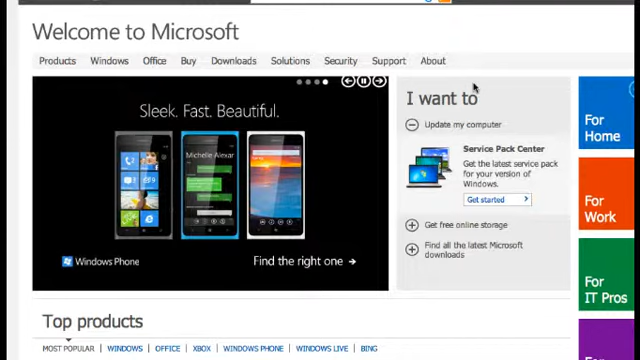 Welcome to Microsoft
Products Windows Office Buy Downloads Solutions Security Support About
Sleek. Fast. Beautiful.
Michelle Alexar
Windows Phone
Find the right one
I want to
Update my computer
Service Pack Center
Get the latest service pack
for your version of
Windows.
Get started
Get free online storage
Find all the latest Microsoft
downloads
For
Home
For
Work
For
IT Pros
For
Top products
MOST POPULAR WINDOWS OFFICE XBOX WINDOWS PHONE WINDOWS LIVE BING